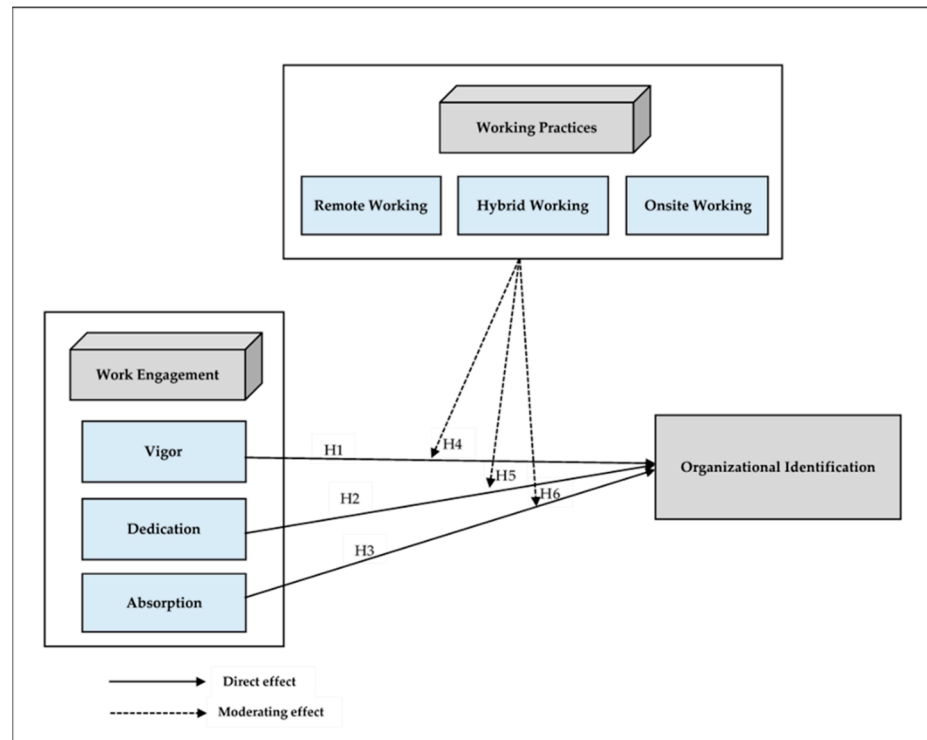 Working Practices
Remote Working
Hybrid Working
Onsite Working
Work Engagement
Vigor
Dedication
Absorption
H1
H2
H3
H4
H5
H6
Organizational Identification
Direct effect
Moderating effect